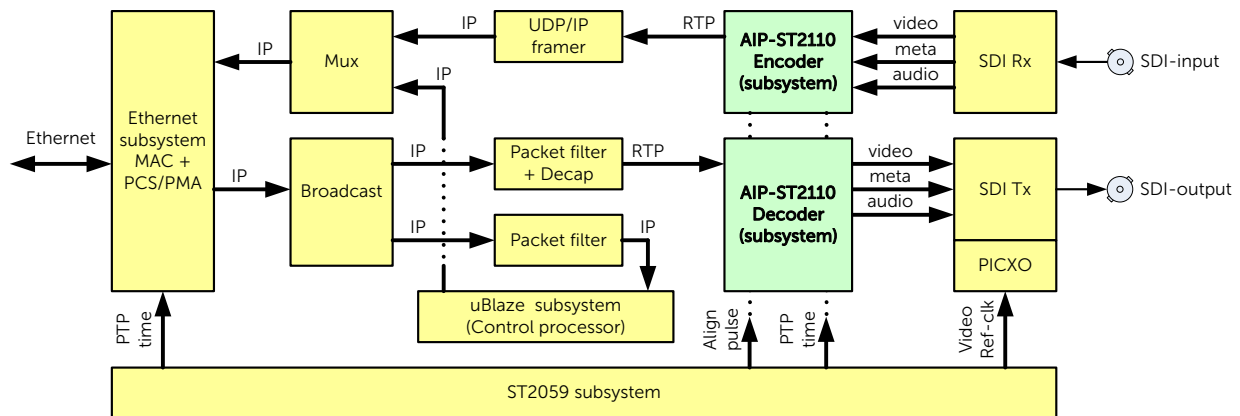 IP
UDP/IP
framer
RTP
AIP-ST2110
Encoder
(subsystem)
video
meta
audio
SDI Rx
SDI-input
IP
Mux
IP
Ethernet
Ethernet
subsystem
MAC +
PCS/PMA
IP
Broadcast
IP
Packet filter
+ Decap
RTP
AIP-ST2110
Decoder
(subsystem)
video
meta
audio
SDI Tx
SDI-output
PICXO
IP
Packet filter
IP
uBlaze subsystem
(Control processor)
PTP
time
Align
pulse
PTP
time
Video
Ref-clk
ST2059 subsystem